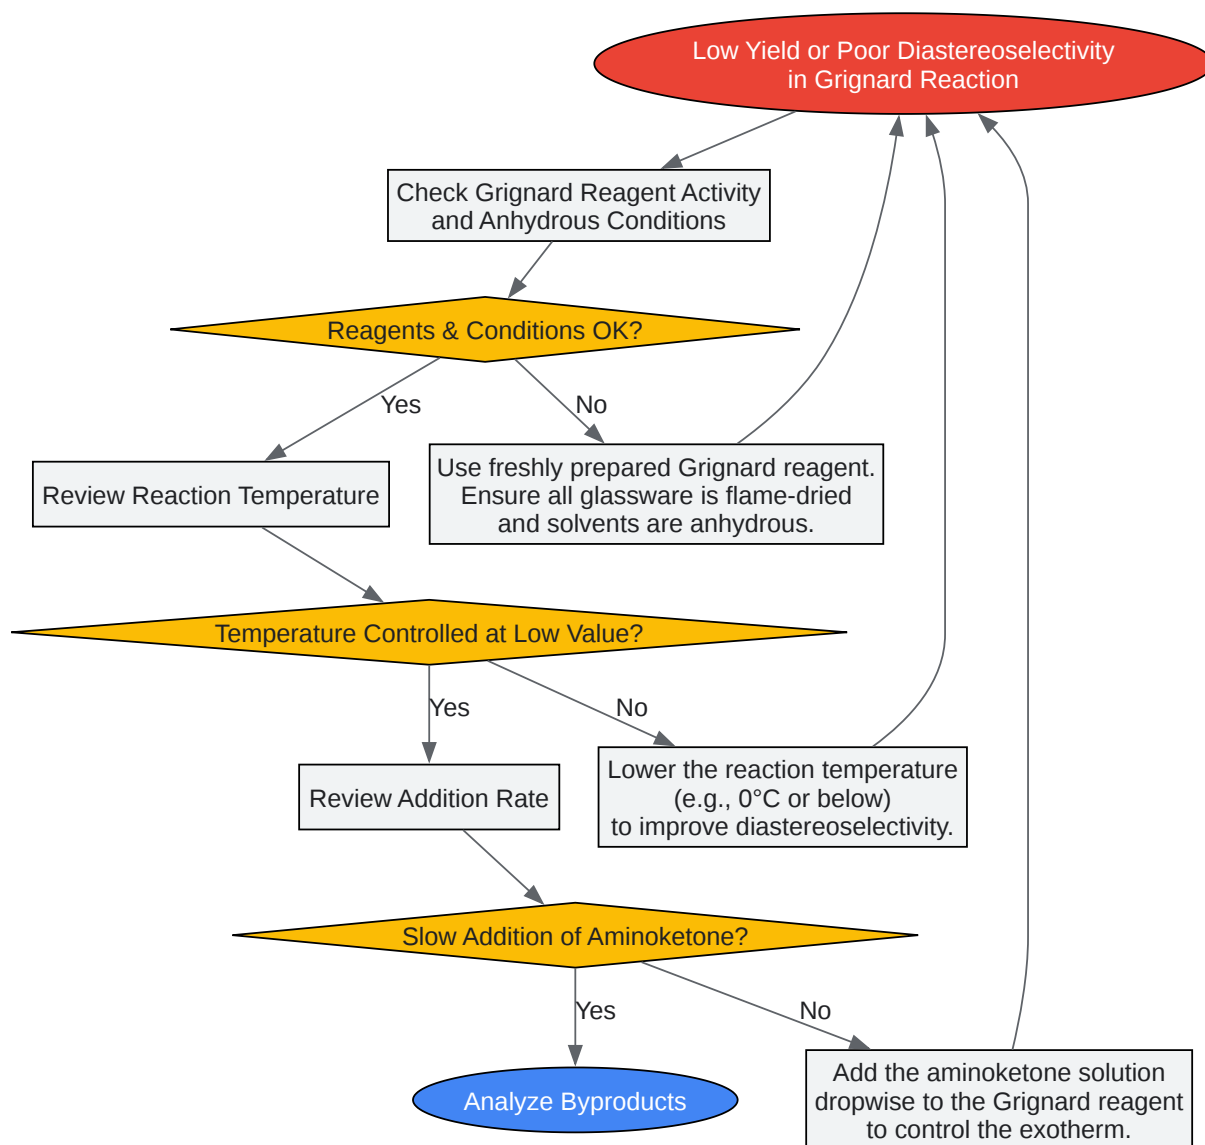 Low Yield or Poor Diastereoselectivity
in Grignard Reaction
Check Grignard Reagent Activity
and Anhydrous Conditions
Reagents & Conditions OK?
Yes
No
Review Reaction Temperature
Use freshly prepared Grignard reagent.
Ensure all glassware is flame-dried
and solvents are anhydrous.
Temperature Controlled at Low Value?
Yes
No
Review Addition Rate
Lower the reaction temperature
(e.g., 0°C or below)
to improve diastereoselectivity.
Slow Addition of Aminoketone?
Yes
No
Analyze Byproducts
Add the aminoketone solution
dropwise to the Grignard reagent
to control the exotherm.